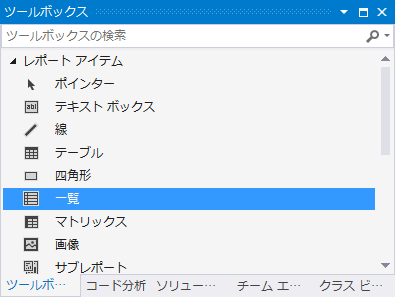 ツールボックス
ツールボックスの検索
レポート アイテム
ポインター
abl
テキスト ボックス
線
テーブル
四角形
一覧
マトリックス
画像
サブレポート
ツールボ… コード分析 ソリュー… チーム エ… クラス ビ…